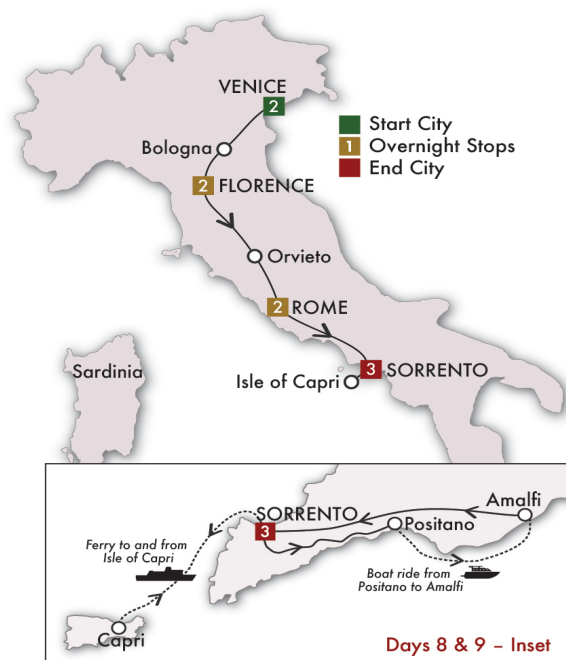 VENICE
2
Start City
1 Overnight Stops
End City
Bologna
2 FLORENCE
Orvieto
2 ROME
3 SORRENTO
Isle of Capri
Sardinia
SORRENTO
3
Amalfi
Positano
Ferry to and from
Isle of Capri
Boat ride from
Positano to Amalfi
Capri
Days 8 & 9 – Inset